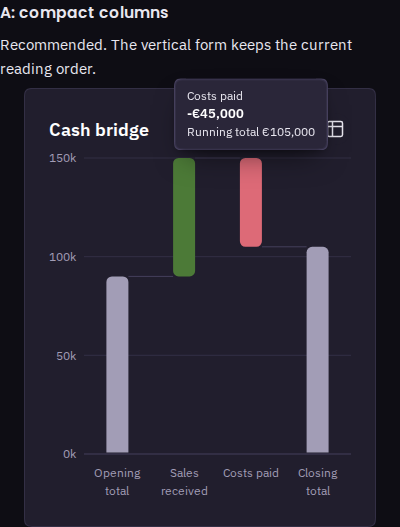 A: compact columns
Recommended. The vertical form keeps the current
reading order.
Costs paid
-€45,000
Running total €105,000
Cash bridge
150k
100k
50k
0k
Opening
total
Sales
received
Costs paid
Closing
total